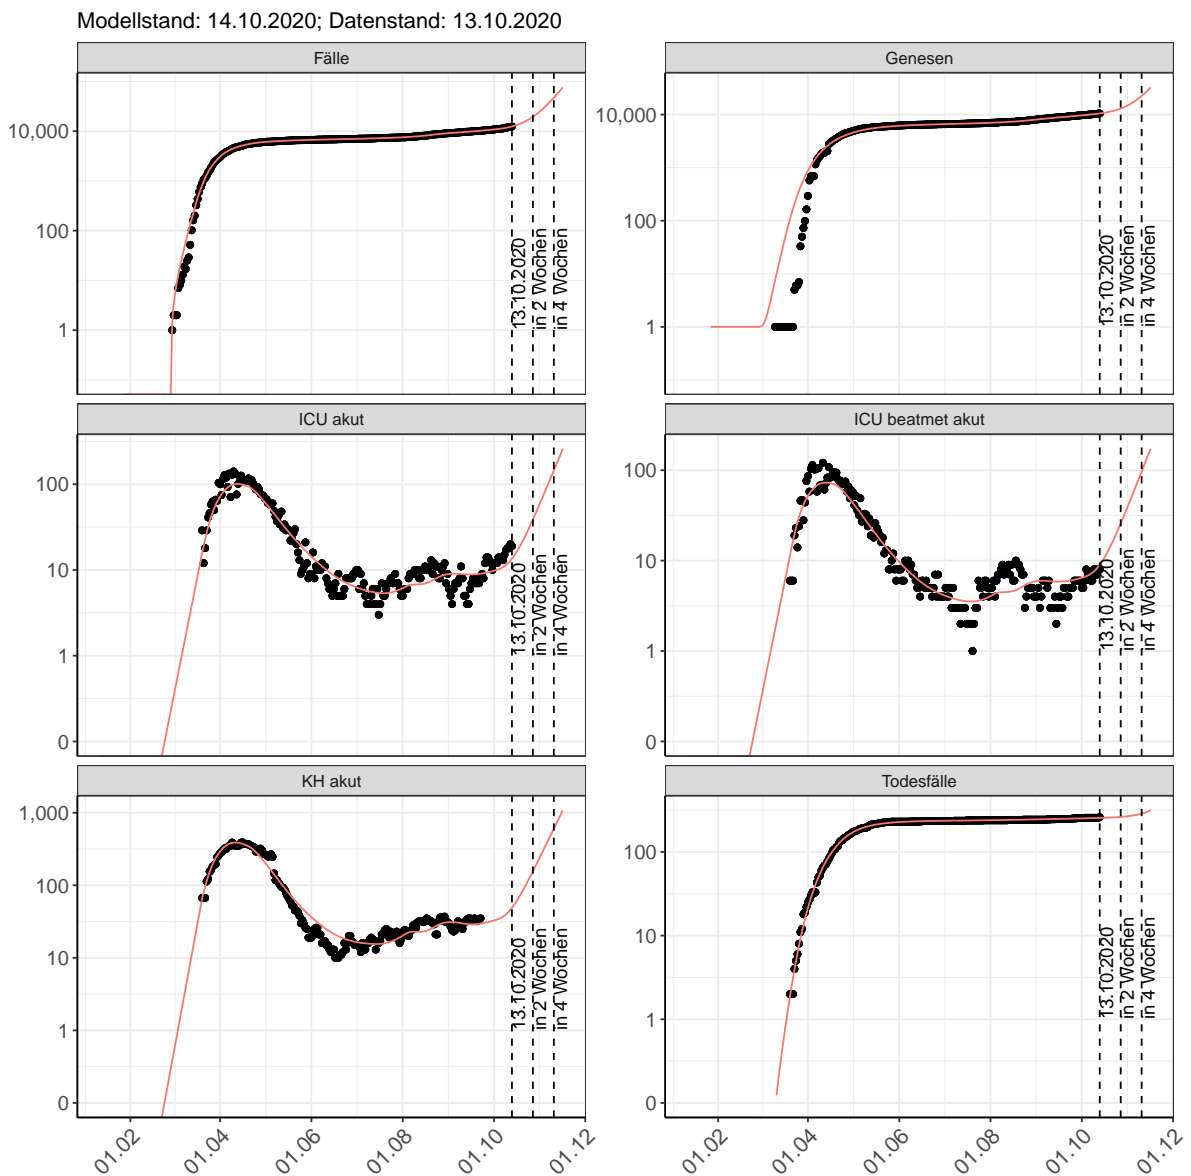 Modellstand: 14.10.2020; Datenstand: 13.10.2020
Fälle
10,000
100
1
13.10.2020
in 2 Wochen
in 4 Wochen
Genesen
10,000
100
1
13.10.2020
in 2 Wochen
in 4 Wochen
ICU akut
100
10
1
0
13.10.2020
in 2 Wochen
in 4 Wochen
ICU beatmet akut
100
10
1
0
13.10.2020
in 2 Wochen
in 4 Wochen
KH akut
1,000
100
10
1
0
13.10.2020
in 2 Wochen
in 4 Wochen
01.02
01.04
01.06
01.08
01.10
01.12
Todesfälle
100
10
1
0
13.10.2020
in 2 Wochen
in 4 Wochen
01.02
01.04
01.06
01.08
01.10
01.12